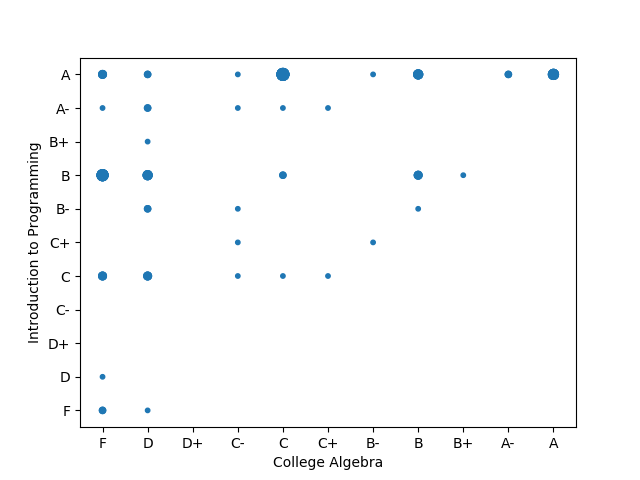 Introduction to Programming
A
A-
B+
B
B-
C+
C
C-
D+
D
F
F D D+ C- C C+ B- B B+ A- A
College Algebra